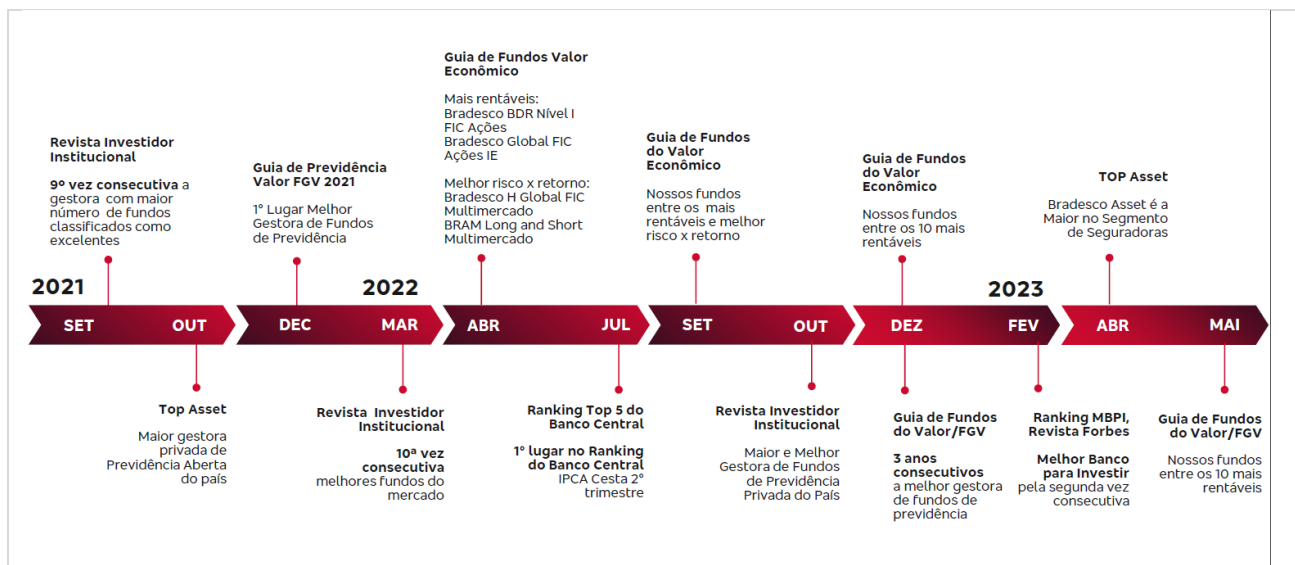 Guia de Fundos Valor
Econômico
Mais rentáveis:
Bradesco BDR Nível I
FIC Ações
Bradesco Global FIC
Ações IE
Melhor risco x retorno:
Bradesco H Global FIC
Multimercado
BRAM Long and Short
Multimercado
Revista Investidor
Institucional
9º vez consecutiva a
gestora com maior
número de fundos
classificados como
excelentes
Guia de Previdência
Valor FGV 2021
1° Lugar Melhor
Gestora de Fundos
de Previdência
Guia de Fundos
do Valor
Econômico
Nossos fundos
entre os mais
rentáveis e melhor
risco x retorno
Guia de Fundos
do Valor
Econômico
Nossos fundos
entre os 10 mais
rentáveis
TOP Asset
Bradesco Asset é a
Maior no Segmento
de Seguradoras
2021
2022
2023
SET
OUT
DEC
MAR
ABR
JUL
SET
OUT
DEZ
FEV
ABR
MAI
Top Asset
Maior gestora
privada de
Previdência Aberta
do país
Revista Investidor
Institucional
10ª vez
consecutiva
melhores fundos do
mercado
Ranking Top 5 do
Banco Central
1° lugar no Ranking
do Banco Central
IPCA Cesta 2°
trimestre
Revista Investidor
Institucional
Maior e Melhor
Gestora de Fundos
de Previdência
Privada do País
Guia de Fundos
do Valor/FGV
3 anos
consecutivos
a melhor gestora
de fundos de
previdência
Ranking MBPI,
Revista Forbes
Melhor Banco
para Investir
pela segunda vez
consecutiva
Guia de Fundos
do Valor/FGV
Nossos fundos
entre os 10 mais
rentáveis